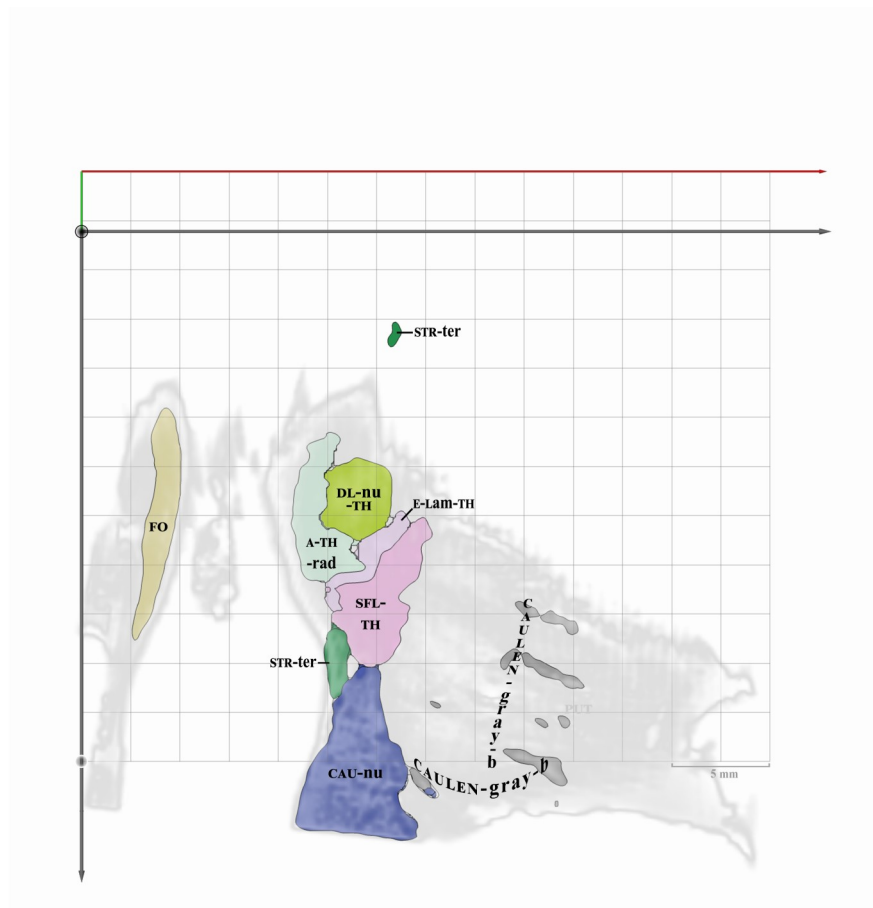 STR-ter
DL-nu
-TH
E-Lam-TH
FO
A-TH
-rad
SFL-
TH
CAULEN-gray-b
STR-ter
PUT
CAU-nu
CAULEN-gray-b
5 mm